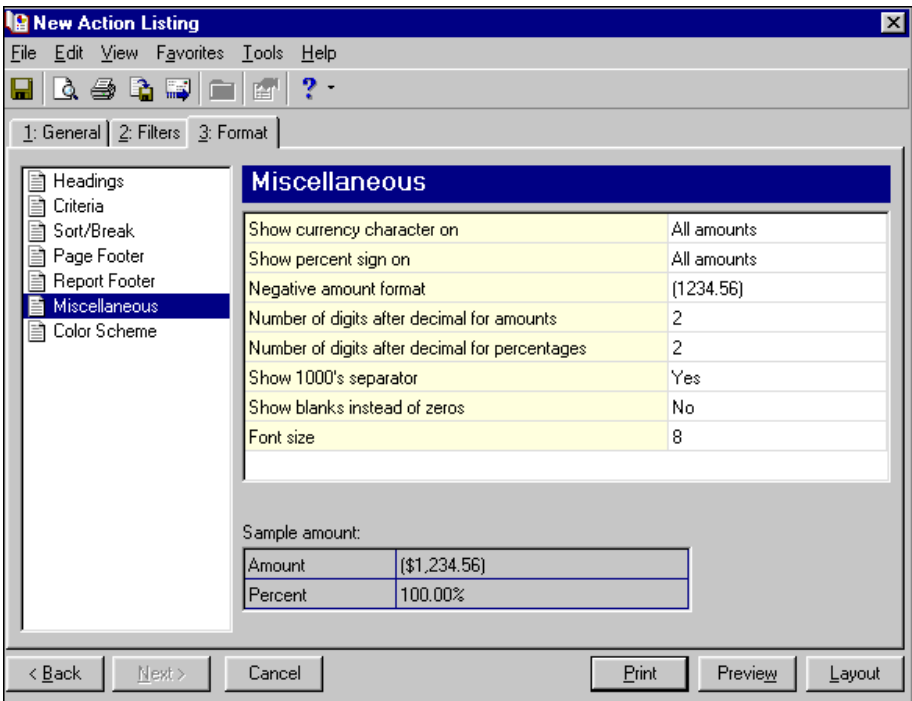 New Action Listing
File Edit View Favorites Tools Help
?
1: General 2: Filters 3: Format
Headings
Criteria
Sort/Break
Page Footer
Report Footer
Miscellaneous
Color Scheme
Miscellaneous
Show currency character on All amounts
Show percent sign on All amounts
Negative amount format (1234.56)
Number of digits after decimal for amounts 2
Number of digits after decimal for percentages 2
Show 1000's separator Yes
Show blanks instead of zeros No
Font size 8
Sample amount:
Amount ($1,234.56)
Percent 100.00%
< Back Next > Cancel Print Preview Layout